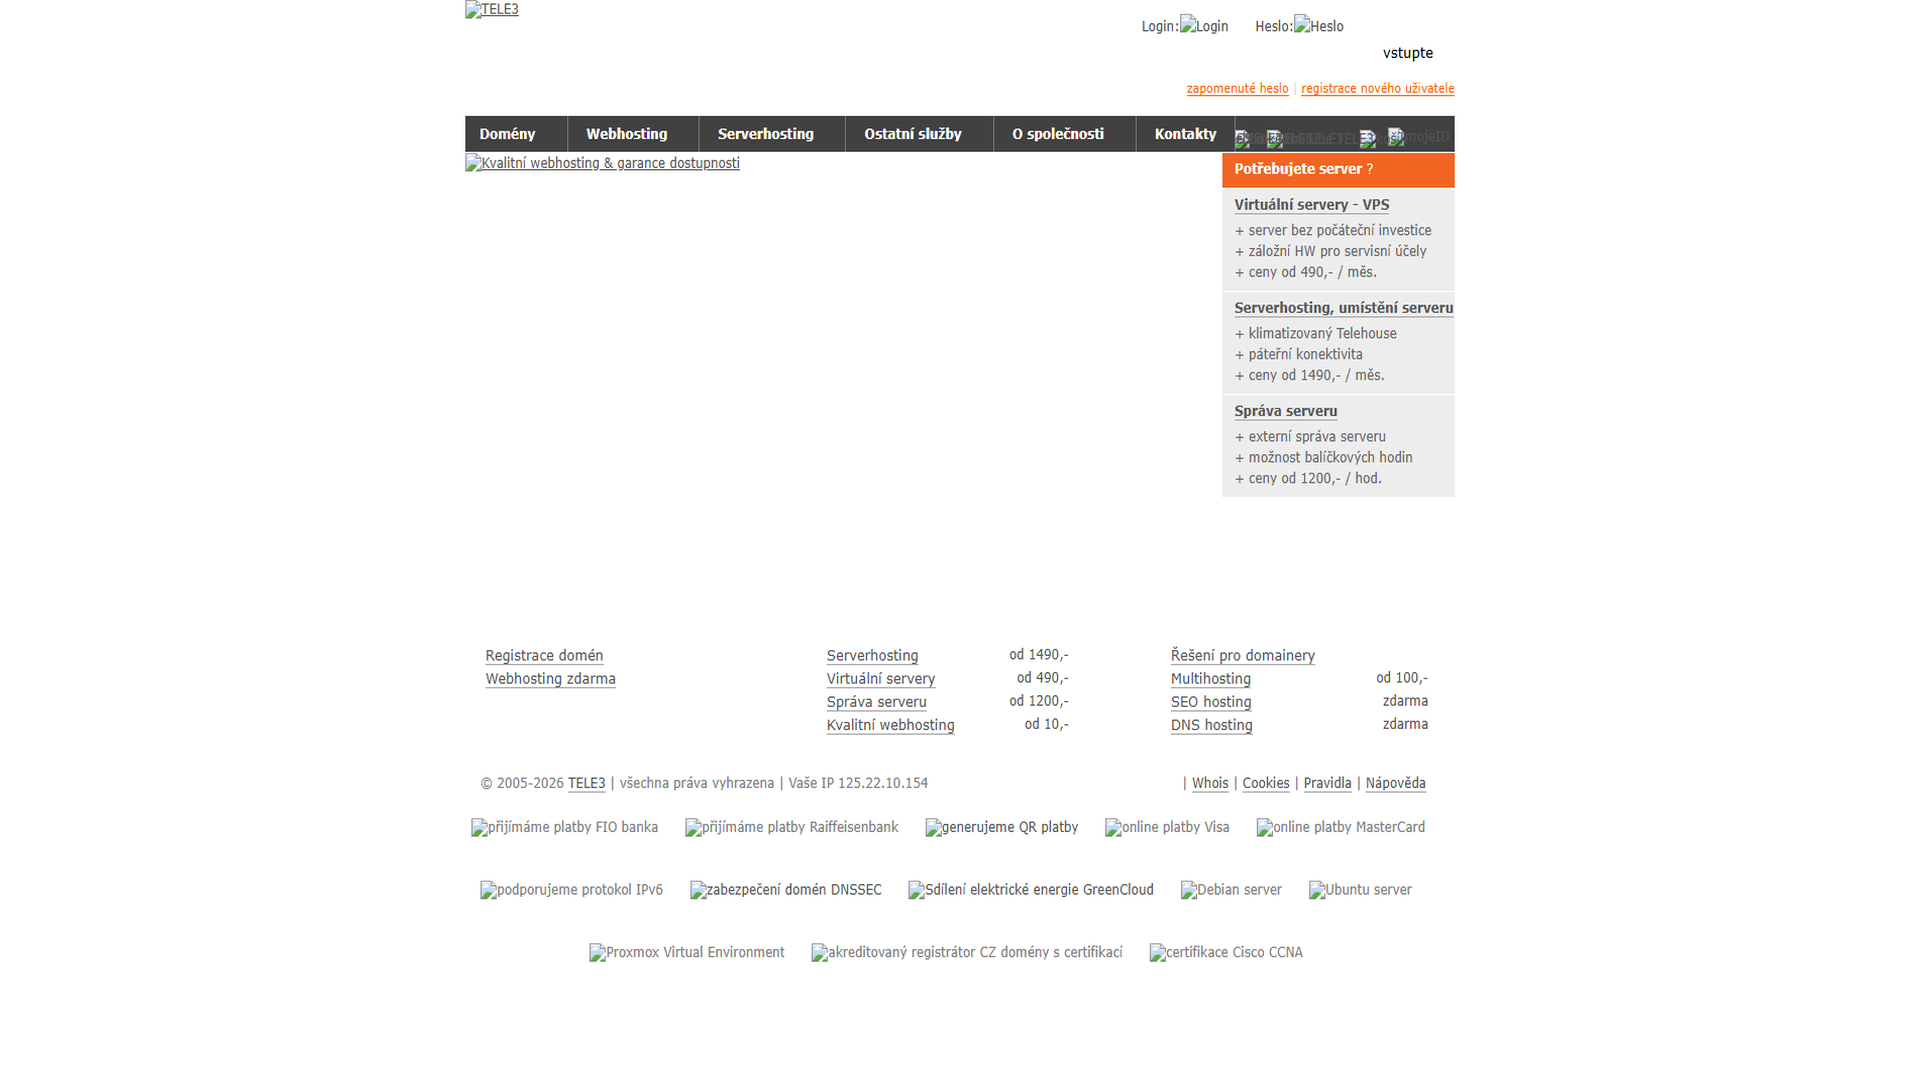 TELE3
Login: Login Heslo: Heslo
vstupte
zapomenuté heslo | registrace nového uživatele
Domény Webhosting Serverhosting Ostatní služby O společnosti Kontakty mojeID
Kvalitní webhosting & garance dostupnosti
Potřebujete server ?
Virtuální servery - VPS
+ server bez počáteční investice
+ záložní HW pro servisní účely
+ ceny od 490,- / měs.
Serverhosting, umístění serveru
+ klimatizovaný Telehouse
+ páteřní konektivita
+ ceny od 1490,- / měs.
Správa serveru
+ externí správa serveru
+ možnost balíčkových hodin
+ ceny od 1200,- / hod.
Registrace domén
Webhosting zdarma
Serverhosting od 1490,-
Virtuální servery od 490,-
Správa serveru od 1200,-
Kvalitní webhosting od 10,-
Řešení pro domainery
Multihosting od 100,-
SEO hosting zdarma
DNS hosting zdarma
© 2005-2026 TELE3 | všechna práva vyhrazena | Vaše IP 125.22.10.154
| Whois | Cookies | Pravidla | Nápověda
přijímáme platby FIO banka přijímáme platby Raiffeisenbank generujeme QR platby online platby Visa online platby MasterCard
podporujeme protokol IPv6 zabezpečení domén DNSSEC Sdílení elektrické energie GreenCloud Debian server Ubuntu server
Proxmox Virtual Environment akreditovaný registrátor CZ domény s certifikací certifikace Cisco CCNA